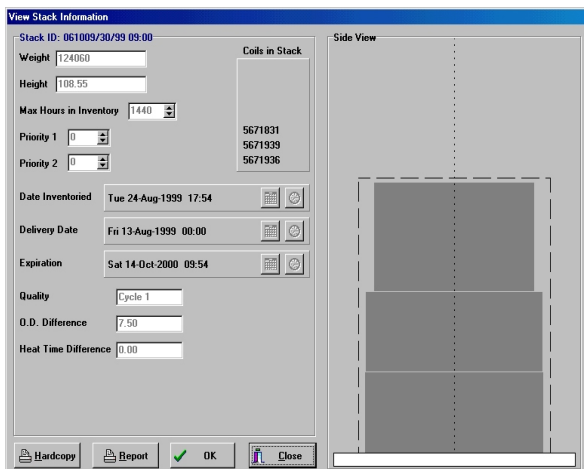 View Stack Information
Stack ID: 061009/30/99 09:00
Weight 124060
Height 108.55
Max Hours in Inventory 1440
Priority 1 0
Priority 2 0
Coils in Stack
5671831
5671939
5671936
Date Inventoried Tue 24-Aug-1999 17:54
Delivery Date Fri 13-Aug-1999 00:00
Expiration Sat 14-Oct-2000 09:54
Quality Cycle 1
O.D. Difference 7.50
Heat Time Difference 0.00
Hardcopy Report OK Close
Side View